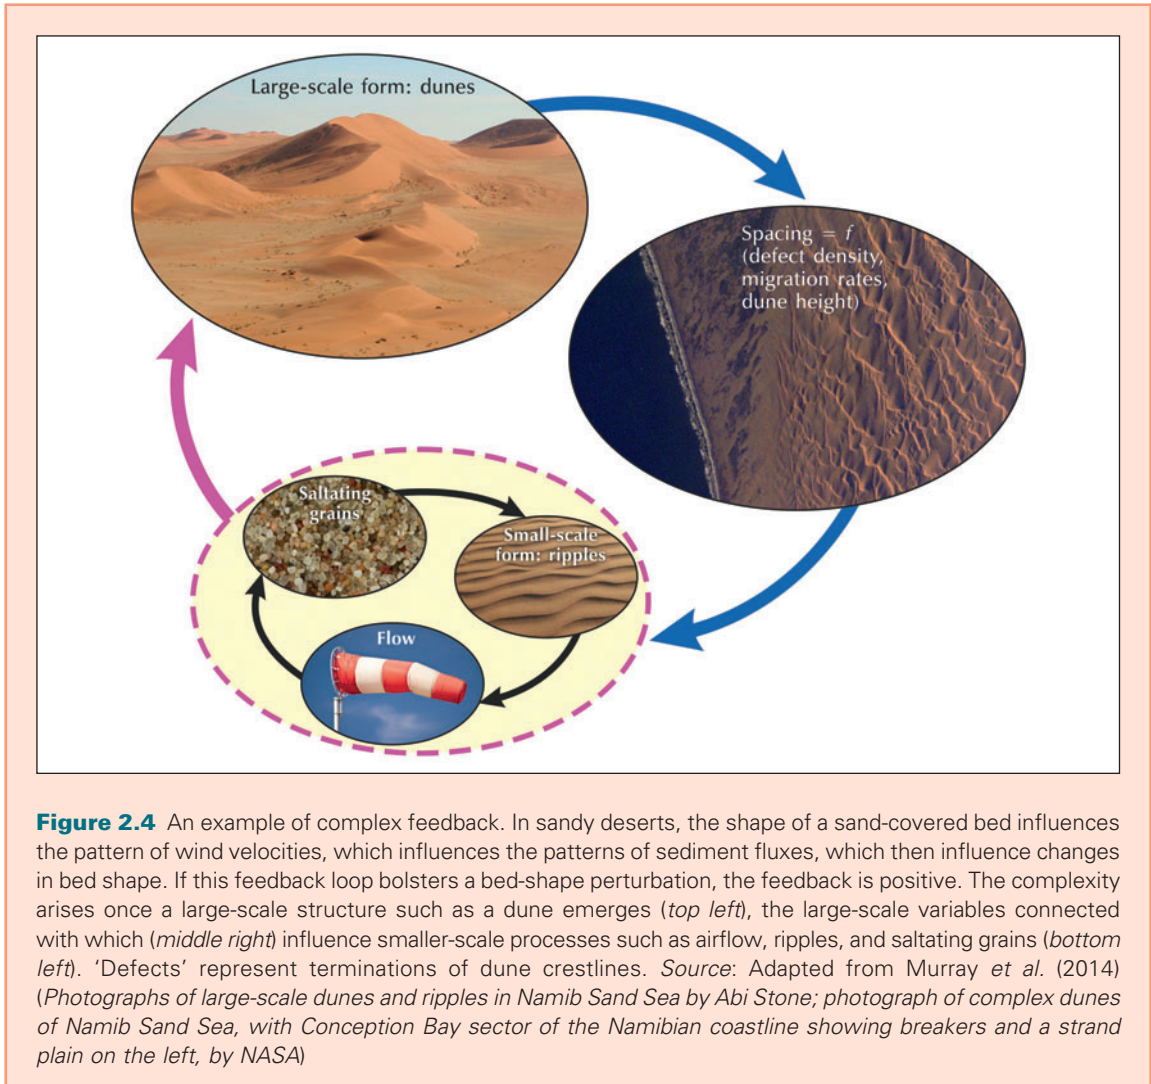 Large-scale form: dunes
Spacing = f
(defect density,
migration rates,
dune height)
Saltating
grains
Small-scale
form: ripples
Flow
Figure 2.4 An example of complex feedback. In sandy deserts, the shape of a sand-covered bed influences
the pattern of wind velocities, which influences the patterns of sediment fluxes, which then influence changes
in bed shape. If this feedback loop bolsters a bed-shape perturbation, the feedback is positive. The complexity
arises once a large-scale structure such as a dune emerges (top left), the large-scale variables connected
with which (middle right) influence smaller-scale processes such as airflow, ripples, and saltating grains (bottom
left). ‘Defects’ represent terminations of dune crestlines. Source: Adapted from Murray et al. (2014)
(Photographs of large-scale dunes and ripples in Namib Sand Sea by Abi Stone; photograph of complex dunes
of Namib Sand Sea, with Conception Bay sector of the Namibian coastline showing breakers and a strand
plain on the left, by NASA)